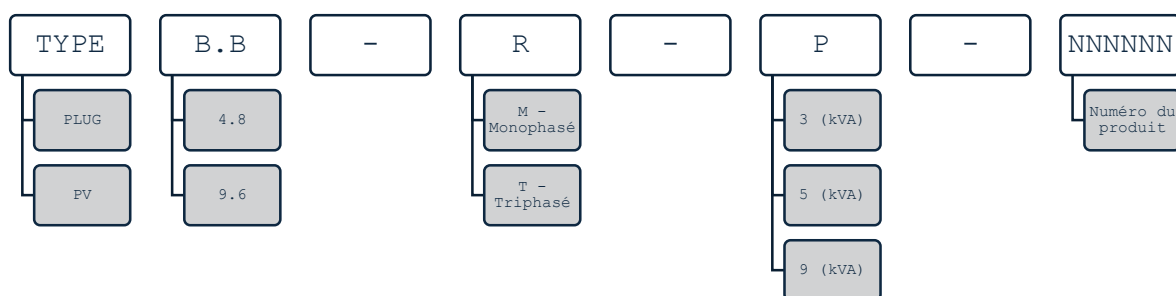 TYPE
B.B
-
R
-
P
-
NNNNNN
PLUG
4.8
M -
Monophasé
3 (kVA)
Numéro du
produit
PV
9.6
T -
Triphasé
5 (kVA)
9 (kVA)